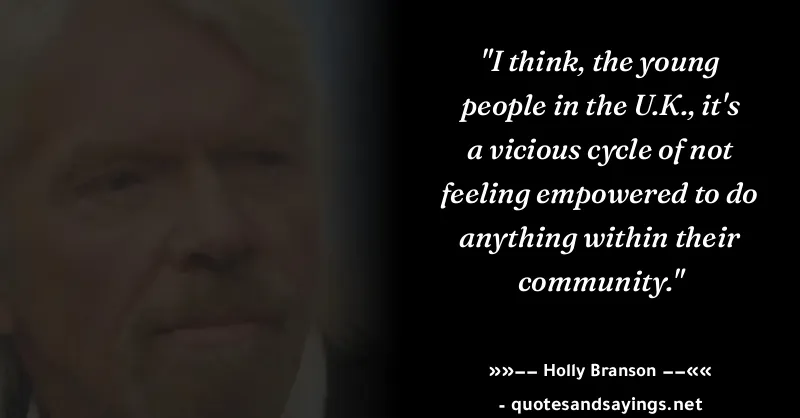 "I think, the young
people in the U.K., it's
a vicious cycle of not
feeling empowered to do
anything within their
community."
»»−− Holly Branson −−««
- quotesandsayings.net